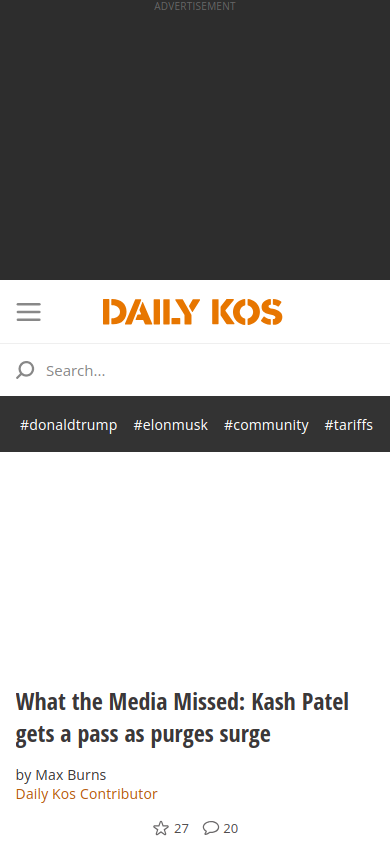 ADVERTISEMENT
DAILY KOS
Search...
#donaldtrump #elonmusk #community #tariffs
What the Media Missed: Kash Patel
gets a pass as purges surge
by Max Burns
Daily Kos Contributor
27 20